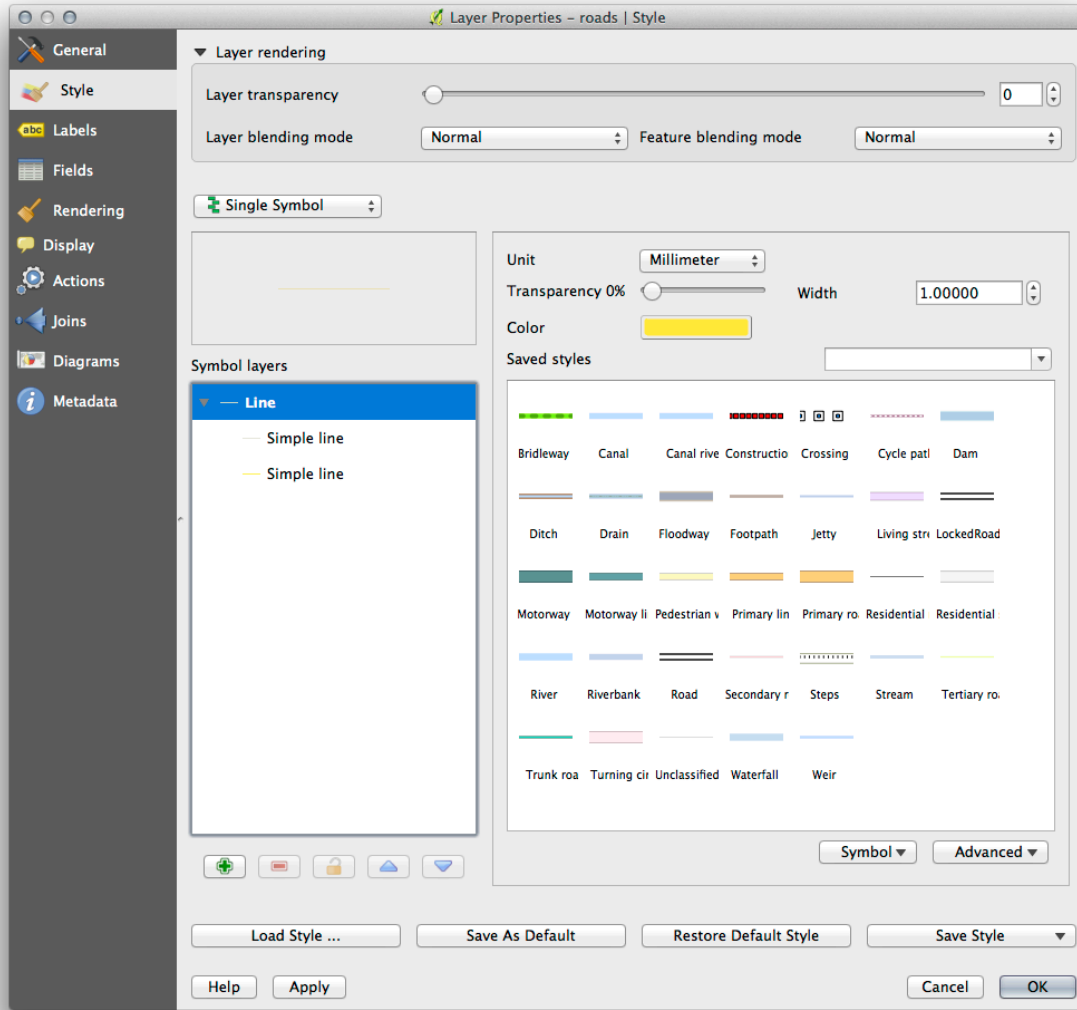 Layer Properties – roads | Style
General
Style
abc Labels
Fields
Rendering
Display
Actions
Joins
Diagrams
Metadata
Layer rendering
Layer transparency 0
Layer blending mode Normal Feature blending mode Normal
Single Symbol
Unit Millimeter
Transparency 0% Width 1.00000
Color
Saved styles
Symbol layers
Line
Simple line
Simple line
Bridleway Canal Canal rive Constructio Crossing Cycle patl Dam
Ditch Drain Floodway Footpath Jetty Living stre LockedRoad
Motorway Motorway li Pedestrian v Primary lin Primary ro Residential Residential
River Riverbank Road Secondary r Steps Stream Tertiary ro
Trunk roa Turning cir Unclassified Waterfall Weir
Symbol Advanced
Load Style ... Save As Default Restore Default Style Save Style
Help Apply Cancel OK